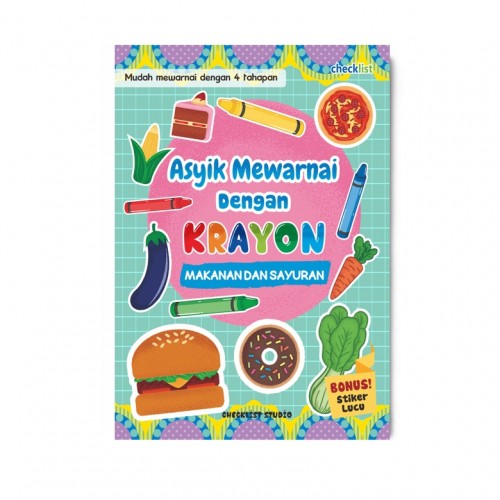 Mudah mewarnai dengan 4 tahapan
checklist
Asyik Mewarnai
Dengan
KRAYON
MAKANAN DAN SAYURAN
BONUS!
Stiker
Lucu
CHECKLIST STUDIO